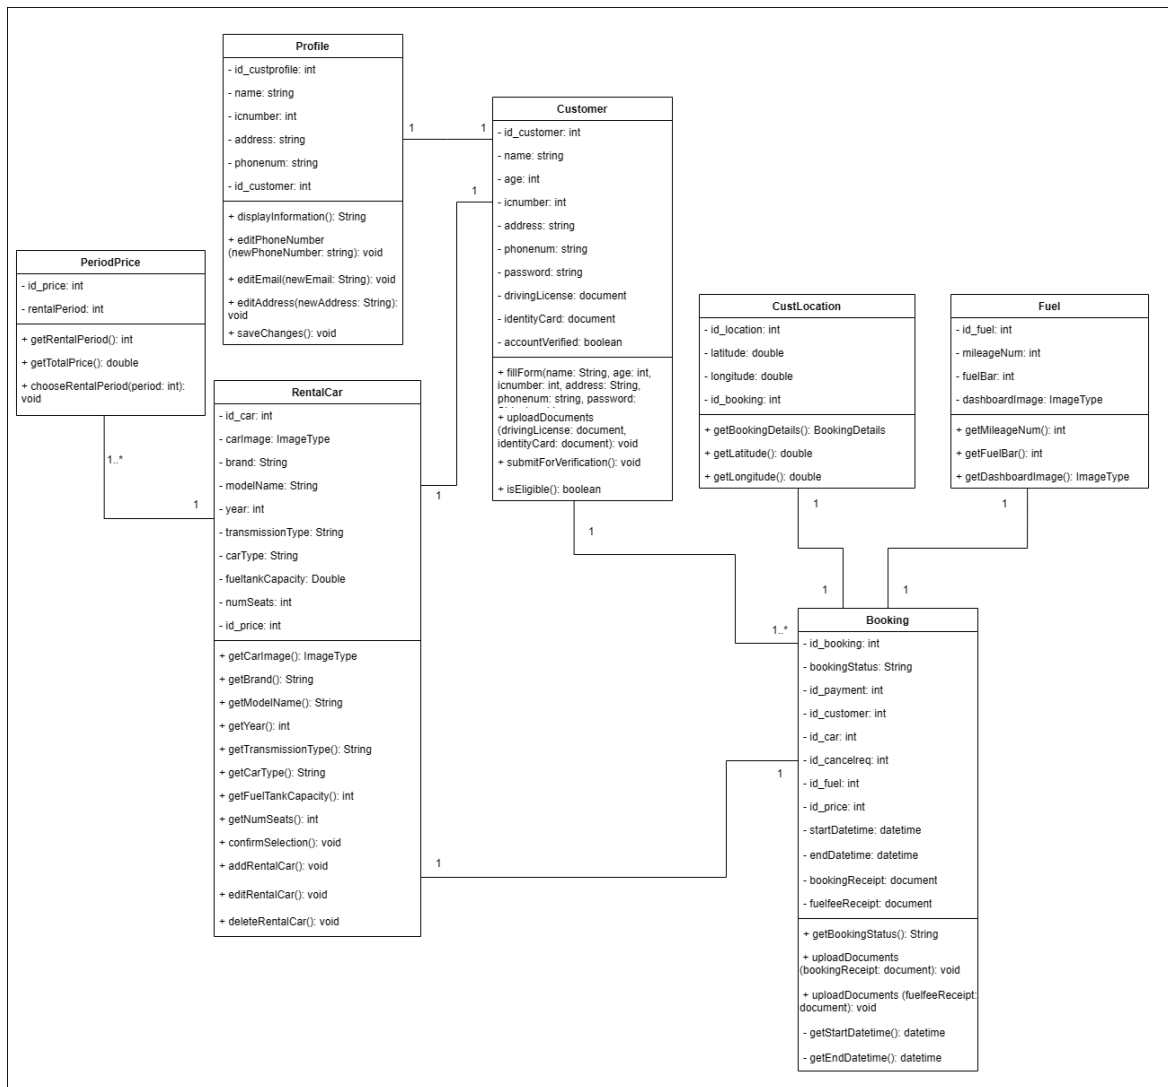 Profile
- id_custprofile: int
- name: string
- icnumber: int
- address: string
- phonenum: string
- id_customer: int
+ displayInformation(): String
+ editPhoneNumber
(newPhoneNumber: string): void
+ editEmail(newEmail: String): void
+ editAddress(newAddress: String):
void
+ saveChanges(): void
1
1
Customer
- id_customer: int
- name: string
- age: int
- icnumber: int
- address: string
- phonenum: string
- password: string
- drivingLicense: document
- identityCard: document
- accountVerified: boolean
+ fillForm(name: String, age: int,
icnumber: int, address: String,
phonenum: string, password:
+ uploadDocuments
(drivingLicense: document,
identityCard: document): void
+ submitForVerification(): void
+ isEligible(): boolean
1
1
1
1..*
PeriodPrice
- id_price: int
- rentalPeriod: int
+ getRentalPeriod(): int
+ getTotalPrice(): double
+ chooseRentalPeriod(period: int):
void
1..*
1
RentalCar
- id_car: int
- carImage: ImageType
- brand: String
- modelName: String
- year: int
- transmissionType: String
- carType: String
- fueltankCapacity: Double
- numSeats: int
- id_price: int
+ getCarImage(): ImageType
+ getBrand(): String
+ getModelName(): String
+ getYear(): int
+ getTransmissionType(): String
+ getCarType(): String
+ getFuelTankCapacity(): int
+ getNumSeats(): int
+ confirmSelection(): void
+ addRentalCar(): void
+ editRentalCar(): void
+ deleteRentalCar(): void
1
1
CustLocation
- id_location: int
- latitude: double
- longitude: double
- id_booking: int
+ getBookingDetails(): BookingDetails
+ getLatitude(): double
+ getLongitude(): double
1
1
Fuel
- id_fuel: int
- mileageNum: int
- fuelBar: int
- dashboardImage: ImageType
+ getMileageNum(): int
+ getFuelBar(): int
+ getDashboardImage(): ImageType
1
1
Booking
- id_booking: int
- bookingStatus: String
- id_payment: int
- id_customer: int
- id_car: int
- id_cancelreq: int
- id_fuel: int
- id_price: int
- startDatetime: datetime
- endDatetime: datetime
- bookingReceipt: document
- fuelfeeReceipt: document
+ getBookingStatus(): String
+ uploadDocuments
(bookingReceipt: document): void
+ uploadDocuments (fuelfeeReceipt:
document): void
- getStartDatetime(): datetime
- getEndDatetime(): datetime